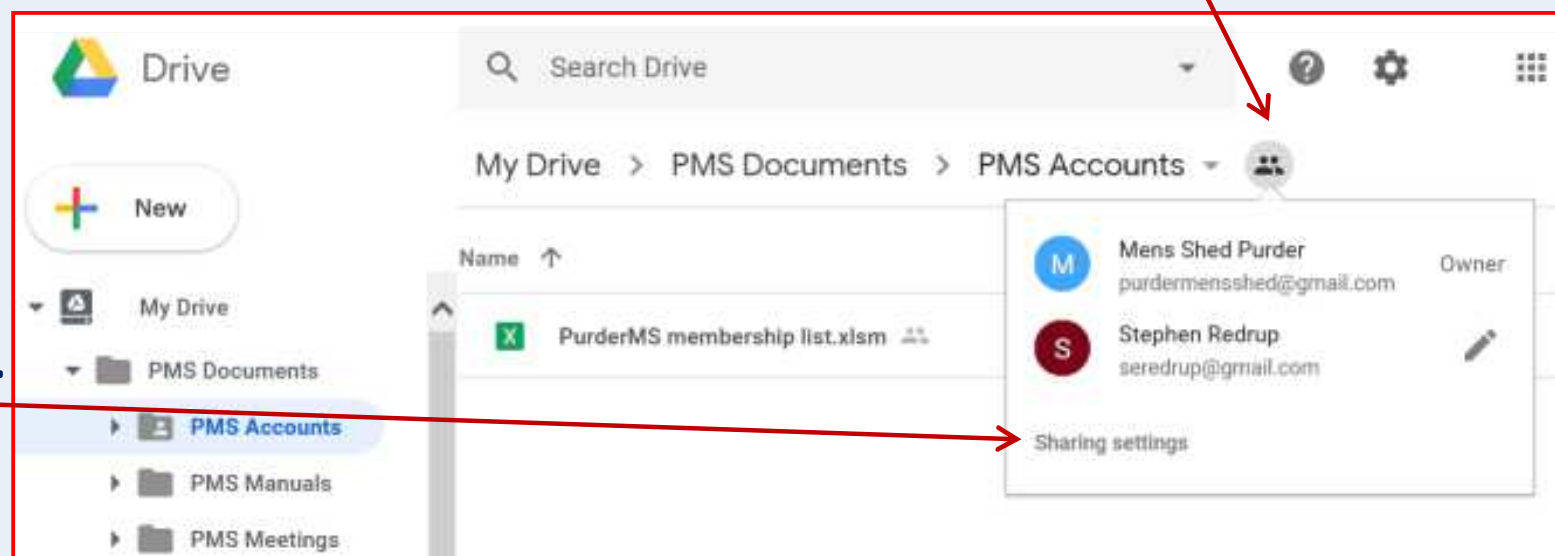 Drive
Search Drive
My Drive > PMS Documents > PMS Accounts
New
Name ↑
My Drive
PurderMS membership list.xlsm
PMS Documents
PMS Accounts
PMS Manuals
PMS Meetings
M
Mens Shed Purder
Owner
purdermensshed@gmail.com
S
Stephen Redrup
seredrup@gmail.com
Sharing settings